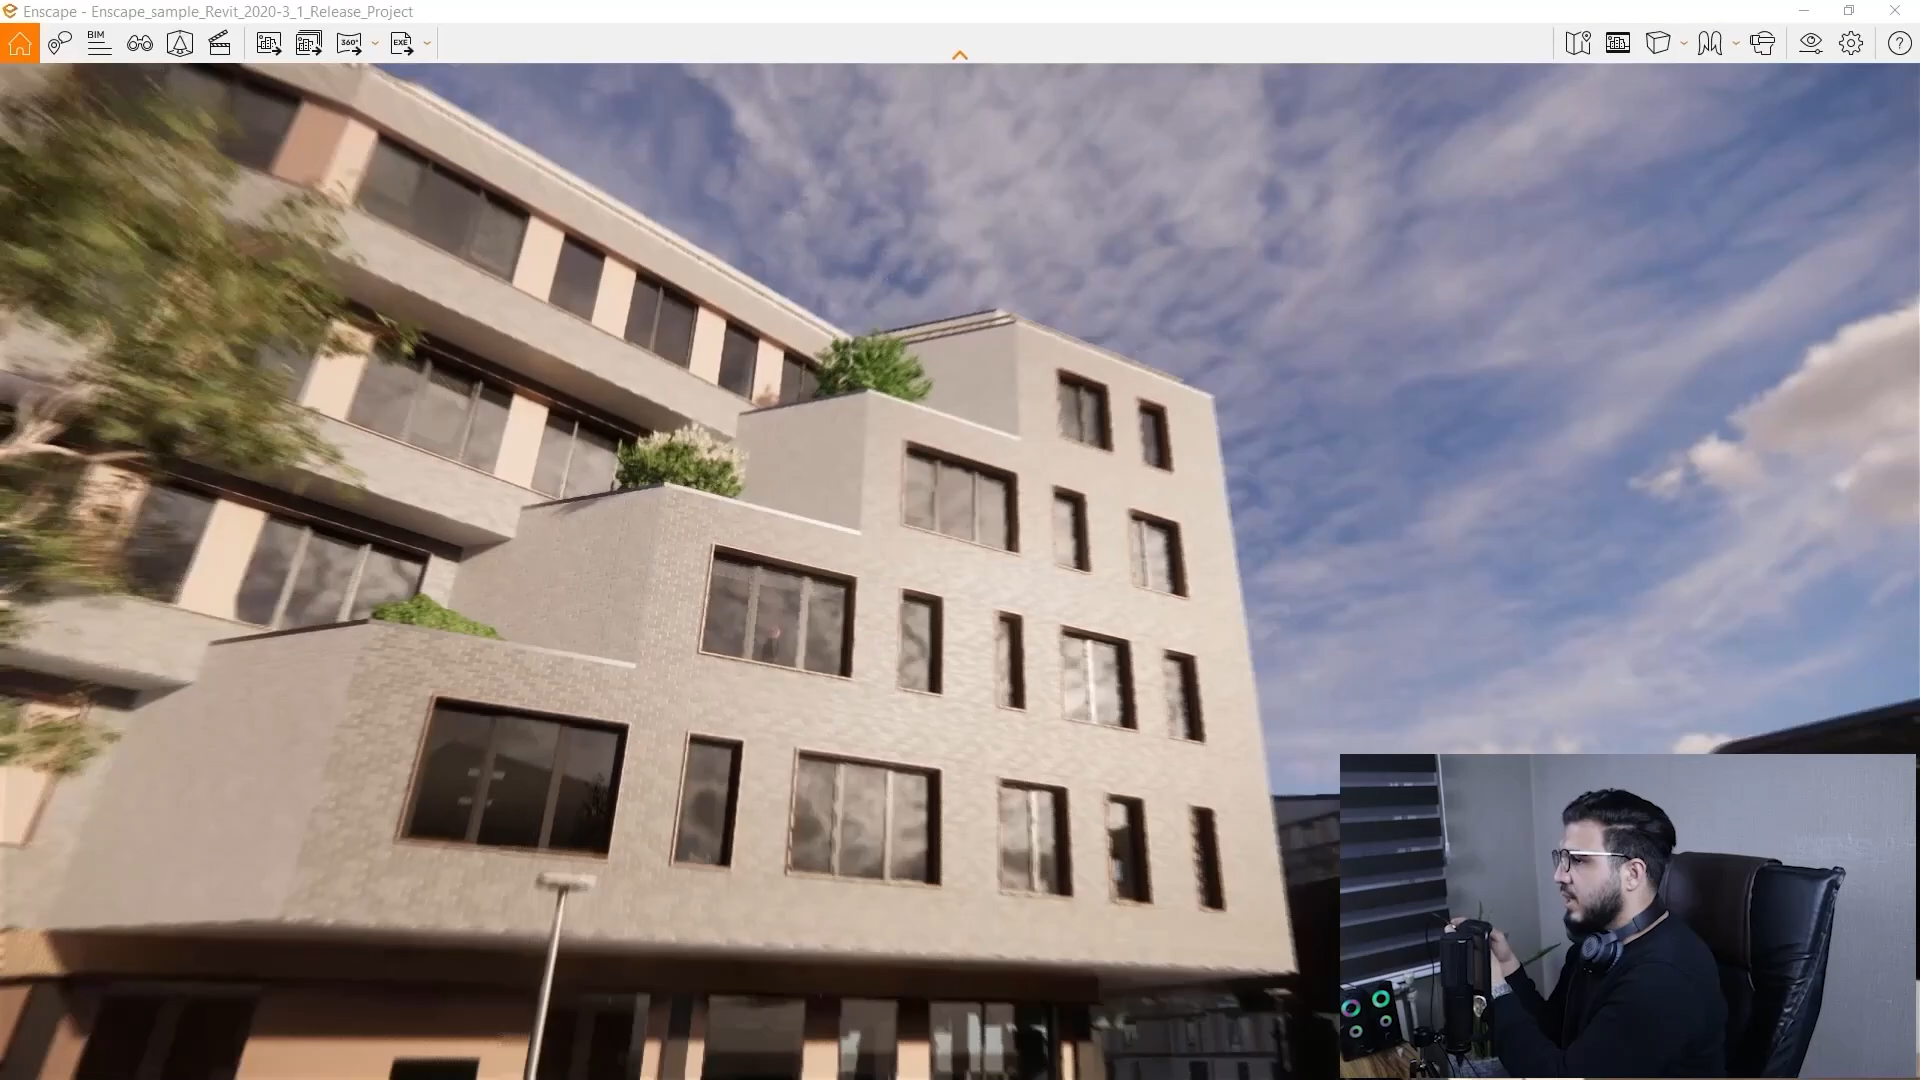 Enscape - Enscape_sample_Revit_2020-3_1_Release_Project
BIM
360°
EXE
?